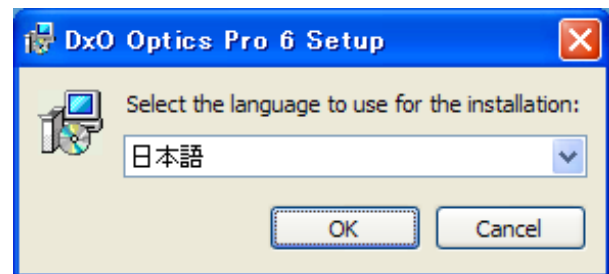 DxO Optics Pro 6 Setup
Select the language to use for the installation:
日本語
OK
Cancel